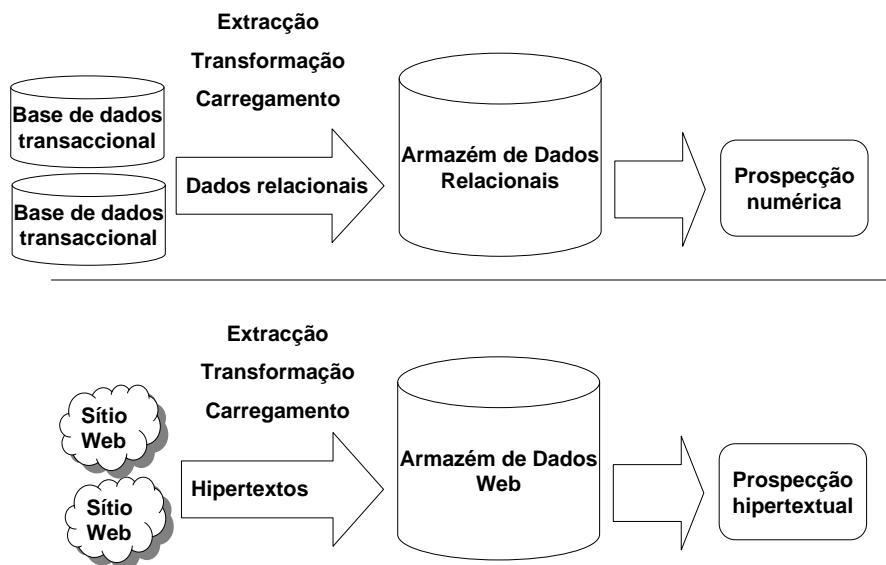 Extracção
Transformação
Carregamento
Base de dados
transaccional
Base de dados
transaccional
Dados relacionais
Armazém de Dados
Relacionais
Prospecção
numérica
Extracção
Transformação
Carregamento
Sítio
Web
Sítio
Web
Hipertextos
Armazém de Dados
Web
Prospecção
hipertextual